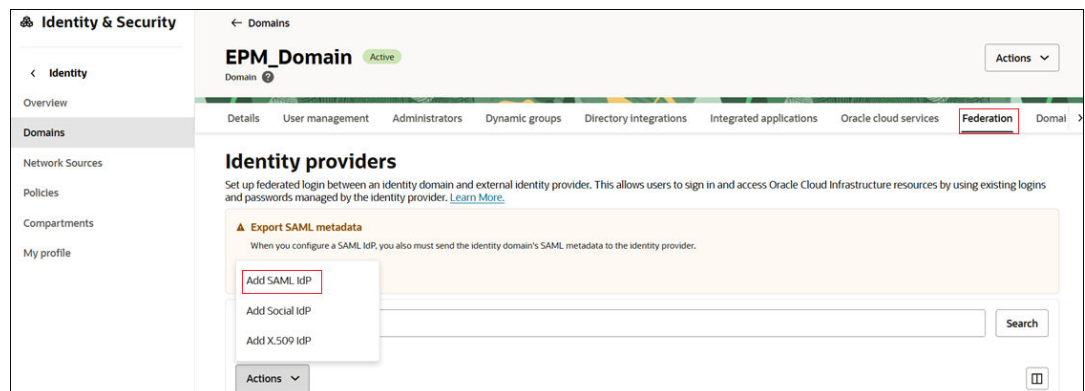 Identity & Security
Identity
Overview
Domains
Network Sources
Policies
Compartments
My profile
← Domains
EPM_Domain Active
Domain ?
Actions
Details User management Administrators Dynamic groups Directory integrations Integrated applications Oracle cloud services Federation Domai
Identity providers
Set up federated login between an identity domain and external identity provider. This allows users to sign in and access Oracle Cloud Infrastructure resources by using existing logins
and passwords managed by the identity provider. Learn More.
Export SAML metadata
When you configure a SAML IdP, you also must send the identity domain's SAML metadata to the identity provider.
Add SAML IdP
Add Social IdP
Add X.509 IdP
Search
Actions